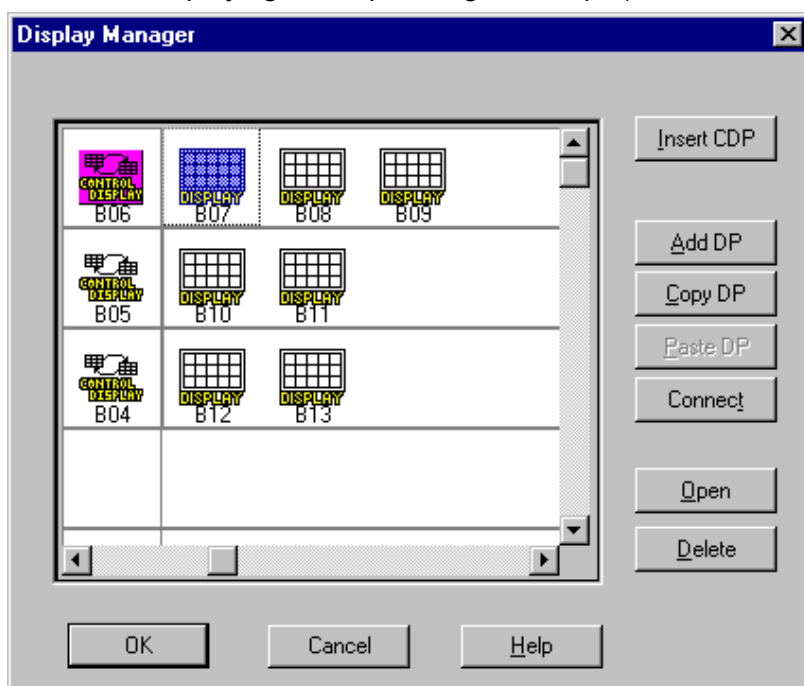 Display Manager
Insert CDP
CONTROL DISPLAY B06
DISPLAY B07
DISPLAY B08
DISPLAY B09
Add DP
CONTROL DISPLAY B05
DISPLAY B10
DISPLAY B11
Copy DP
Paste DP
CONTROL DISPLAY B04
DISPLAY B12
DISPLAY B13
Connect
Open
Delete
OK
Cancel
Help